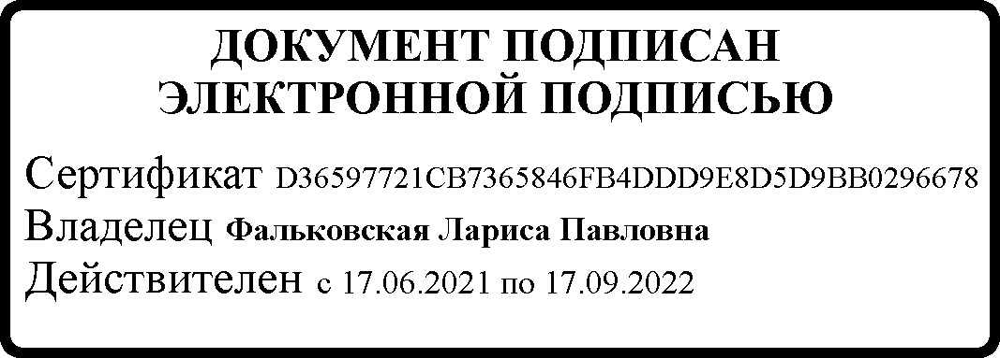 ДОКУМЕНТ ПОДПИСАН
ЭЛЕКТРОННОЙ ПОДПИСЬЮ
Сертификат D36597721CB7365846FB4DDD9E8D5D9BB0296678
Владелец Фальковская Лариса Павловна
Действителен с 17.06.2021 по 17.09.2022